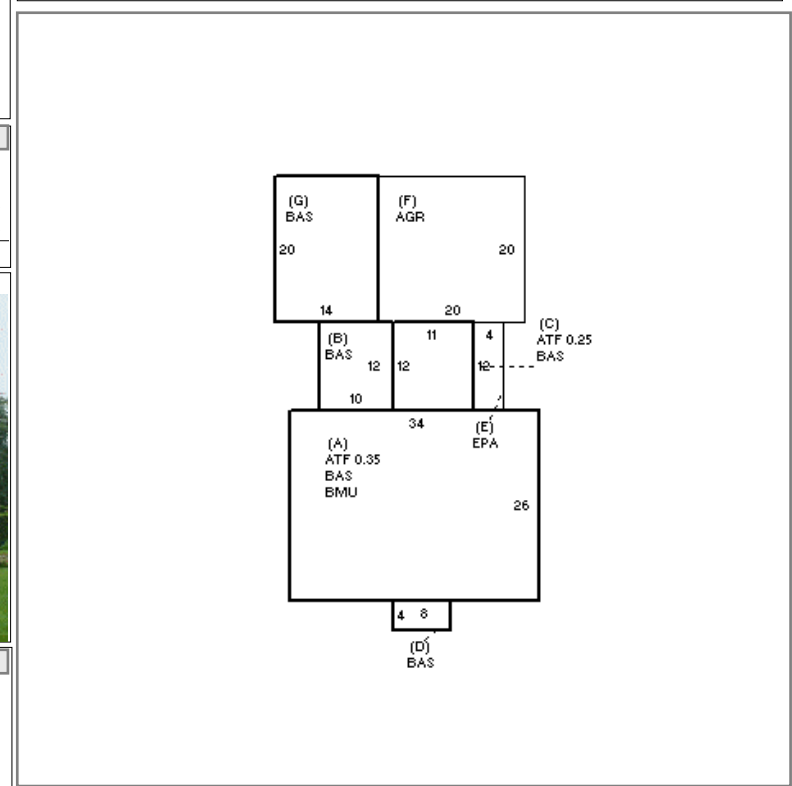 (G)
BAS
20
14
(F)
AGR
20
20
(B)
BAS
12
10
11
12
4
12
(C)
ATF 0.25
BAS
34
(A)
ATF 0.35
BAS
BMU
26
(E)
EPA
4 8
(D)
BAS